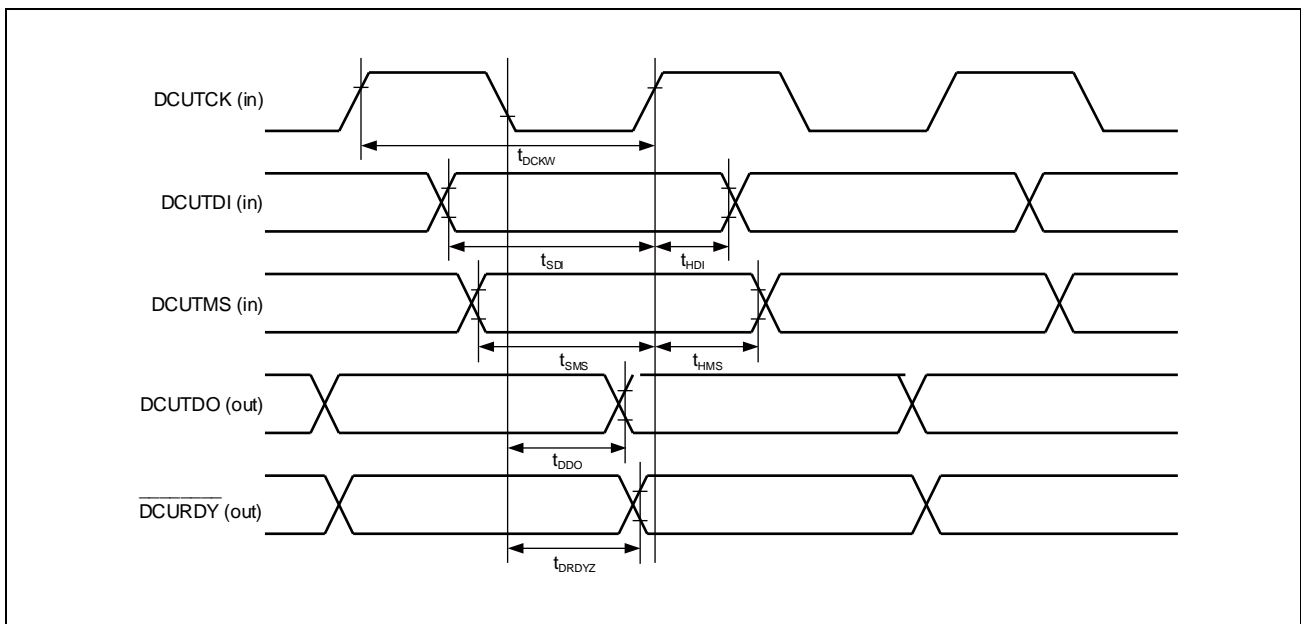 DCUTCK (in)
tDCKW
DCUTDI (in)
tSDI tHDI
DCUTMS (in)
tSMS tHMS
DCUTDO (out)
tDDO
DCURDY (out)
tDRDYZ